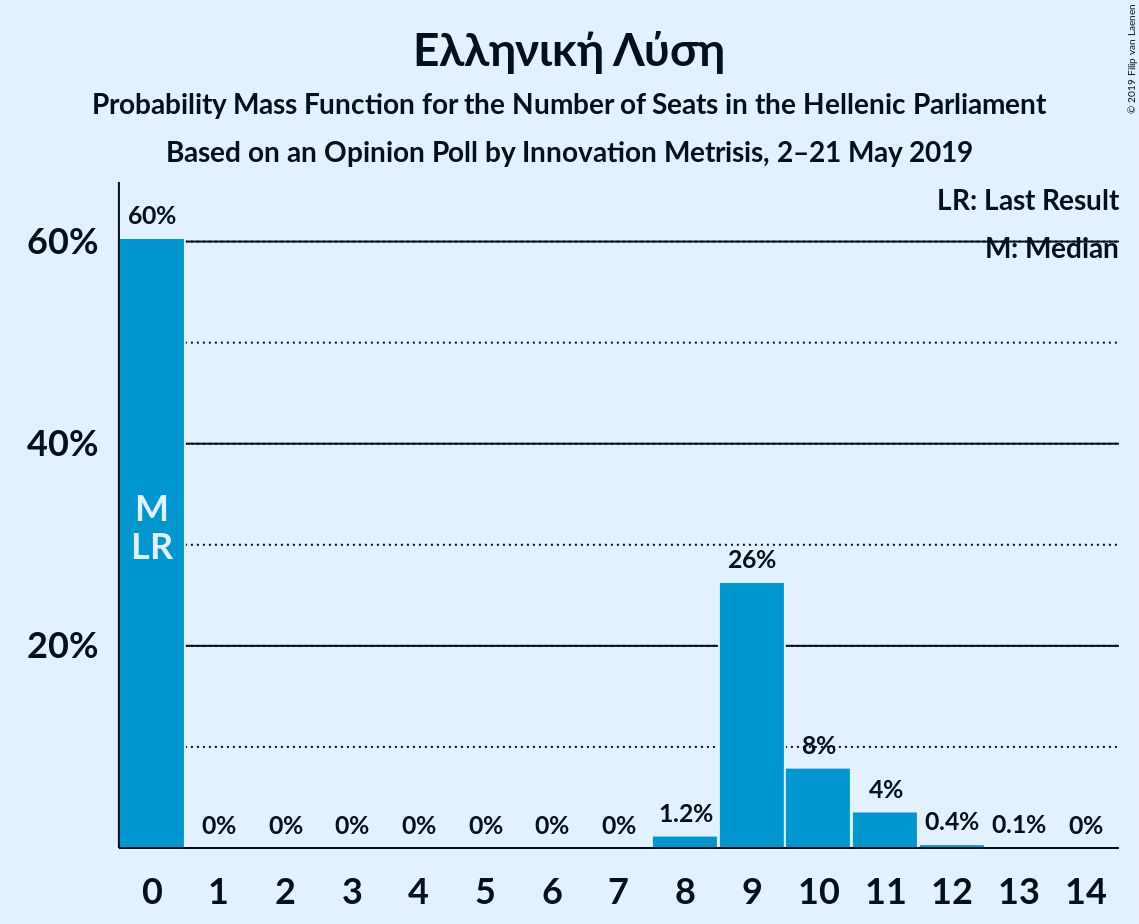 Ελληνική Λύση
Probability Mass Function for the Number of Seats in the Hellenic Parliament
Based on an Opinion Poll by Innovation Metrisis, 2–21 May 2019
© 2019 Filip van Laenen
LR: Last Result
M: Median
60%
40%
20%
60%
M
LR
0%
0%
0%
0%
0%
0%
0%
1.2%
26%
8%
4%
0.4%
0.1%
0%
0 1 2 3 4 5 6 7 8 9 10 11 12 13 14